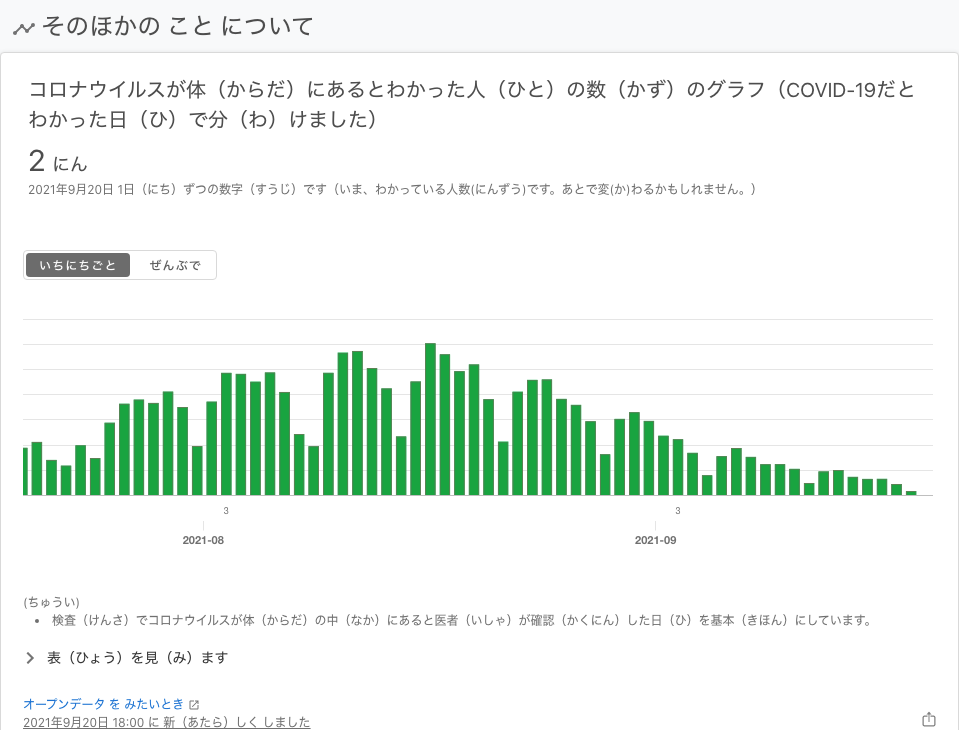 そのほかの こと について
コロナウイルスが体（からだ）にあるとわかった人（ひと）の数（かず）のグラフ（COVID-19だと
わかった日（ひ）で分（わ）けました）
2 にん
2021年9月20日 1日（にち）ずつの数字（すうじ）です（いま、わかっている人数(にんずう)です。あとで変(か)わるかもしれません。）
いちにちごと ぜんぶで
3 3
2021-08 2021-09
(ちゅうい)
• 検査（けんさ）でコロナウイルスが体（からだ）の中（なか）にあると医者（いしゃ）が確認（かくにん）した日（ひ）を基本（きほん）にしています。
表（ひょう）を見（み）ます
オープンデータ を みたいとき
2021年9月20日 18:00 に 新（あたら）しく しました